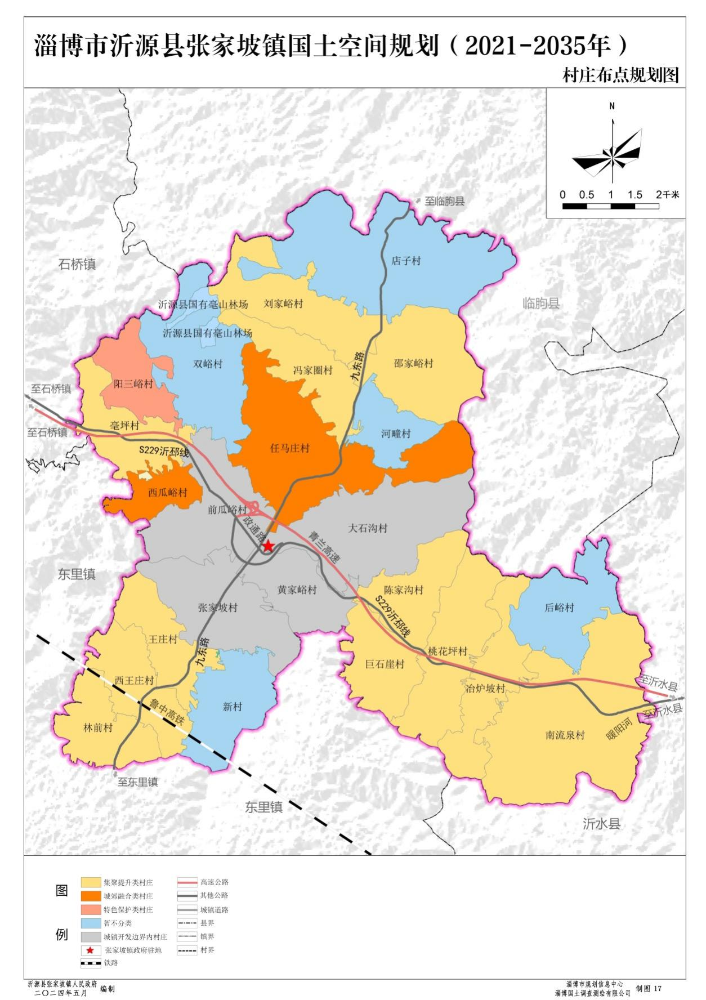 淄博市沂源县张家坡镇国土空间规划（2021-2035年）
村庄布点规划图
N
0 0.5 1 1.5 2千米
至临朐县
店子村
石桥镇
沂源县国有亳山林场
刘家峪村
临朐县
沂源县国有亳山林场
双峪村
冯家圈村
九东路
邵家峪村
阳三峪村
至石桥镇
亳坪村
至石桥镇
河疃村
S229沂邳线
任马庄村
西瓜峪村
前瓜峪村
政通路
大石沟村
青兰高速
东里镇
黄家峪村
陈家沟村
张家坡村
S229沂邳线
后峪村
王庄村
九东路
桃花坪村
巨石崖村
西王庄村
冶炉坡村
至沂水县
鲁中高铁
新村
至沂水县
林前村
暖阳河
南流泉村
至东里镇
东里镇
沂水县
图例
集聚提升类村庄
城郊融合类村庄
特色保护类村庄
暂不分类
城镇开发边界内村庄
张家坡镇政府驻地
铁路
高速公路
其他公路
城镇道路
县界
镇界
村界
沂源县张家坡镇人民政府
二〇二四年五月
编制
淄博市规划信息中心
淄博国土调查测绘有限公司
制图 17